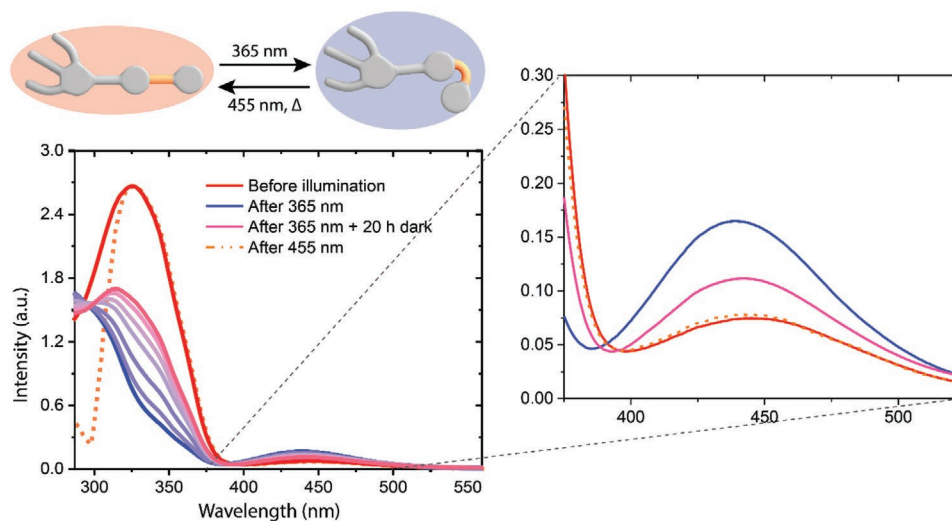 365 nm
455 nm, Δ
3.0
2.4
1.8
1.2
0.6
0.0
Intensity (a.u.)
Before illumination
After 365 nm
After 365 nm + 20 h dark
After 455 nm
300
350
400
450
500
550
Wavelength (nm)
0.30
0.25
0.20
0.15
0.10
0.05
0.00
400
450
500